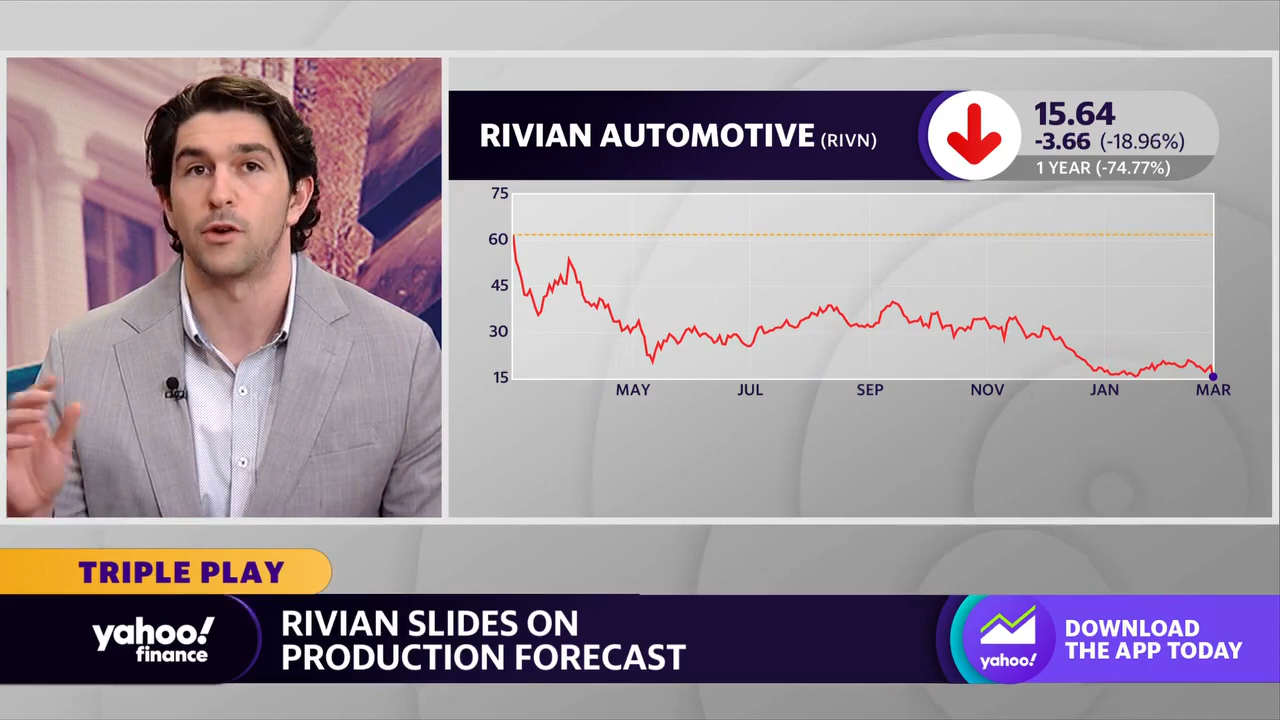 RIVIAN AUTOMOTIVE (RIVN)
15.64
-3.66 (-18.96%)
1 YEAR (-74.77%)
75
60
45
30
15
MAY JUL SEP NOV JAN MAR
TRIPLE PLAY
yahoo!
finance
RIVIAN SLIDES ON
PRODUCTION FORECAST
yahoo!
DOWNLOAD
THE APP TODAY